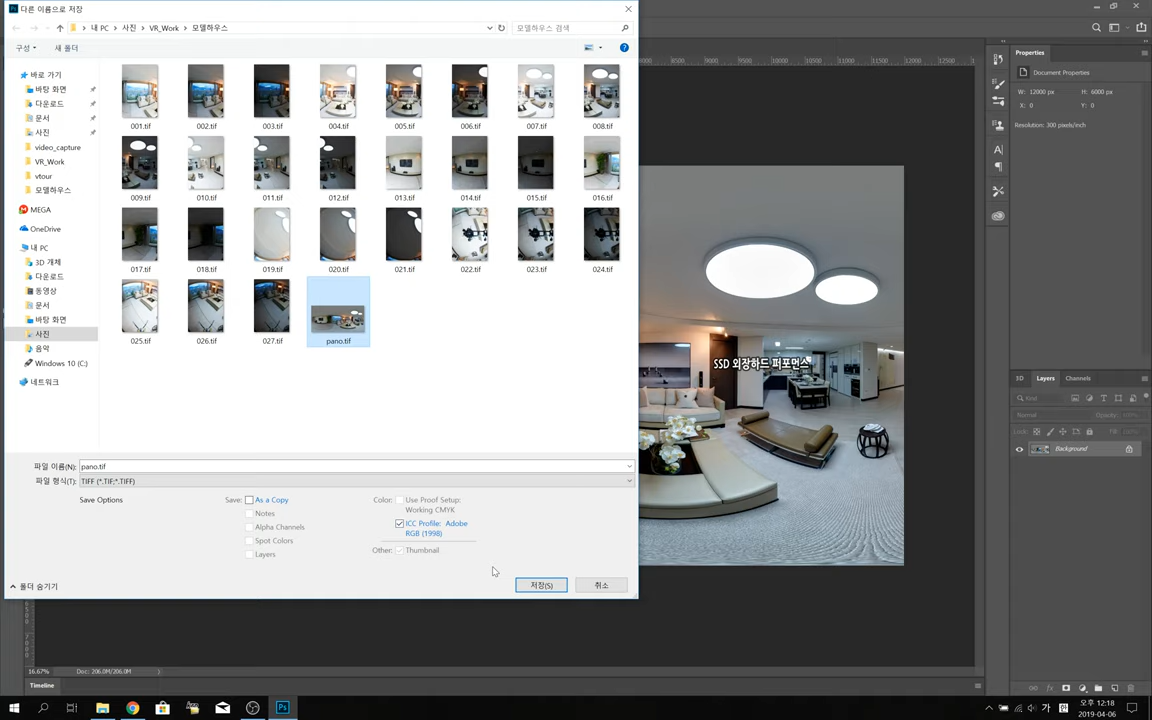 다른 이름으로 저장
내 PC > 사진 > VR_Work > 모델하우스
모델하우스 검색
구성
새 폴더
바로 가기
바탕 화면
다운로드
문서
사진
video_capture
VR_Work
vtour
모델하우스
MEGA
OneDrive
내 PC
3D 개체
다운로드
동영상
문서
바탕 화면
사진
음악
Windows 10 (C:)
네트워크
001.tif 002.tif 003.tif 004.tif 005.tif 006.tif 007.tif 008.tif
009.tif 010.tif 011.tif 012.tif 013.tif 014.tif 015.tif 016.tif
017.tif 018.tif 019.tif 020.tif 021.tif 022.tif 023.tif 024.tif
025.tif 026.tif 027.tif pano.tif
파일 이름(N): pano.tif
파일 형식(T): TIFF (*.TIF;*.TIFF)
Save Options
Save: As a Copy
Notes
Alpha Channels
Spot Colors
Layers
Color: Use Proof Setup:
Working CMYK
ICC Profile: Adobe
RGB (1998)
Other: Thumbnail
폴더 숨기기
저장(S)
취소
8000 8500 9000 9500 10000 10500 11000 11500 12000
SSD 외장하드 퍼포먼스
Properties
Document Properties
W: 12000 px H: 6000 px
X: 0 Y: 0
Resolution: 300 pixels/inch
3D Layers Channels
Kind
Normal
Opacity:
Lock:
Fill:
Background
16.67% Doc: 206.0M/206.0M
Timeline
Ps
가
오후 12:18
2019-04-06